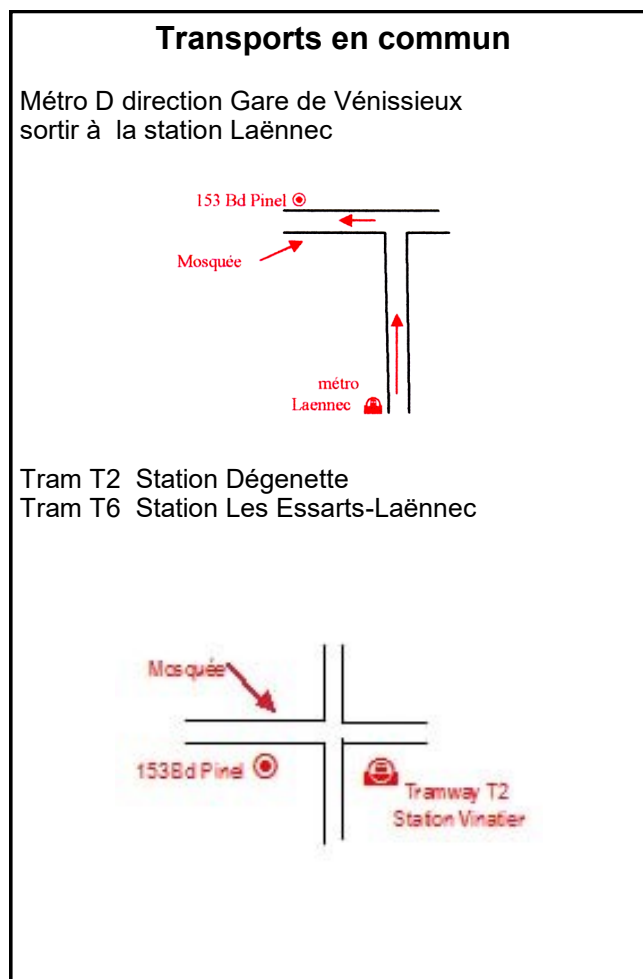 Transports en commun
Métro D direction Gare de Vénissieux
sortir à la station Laënnec
153 Bd Pinel
Mosquée
métro
Laennec
Tram T2 Station Dégenette
Tram T6 Station Les Essarts-Laënnec
Mosquée
153Bd Pinel
Tramway T2
Station Vinatier